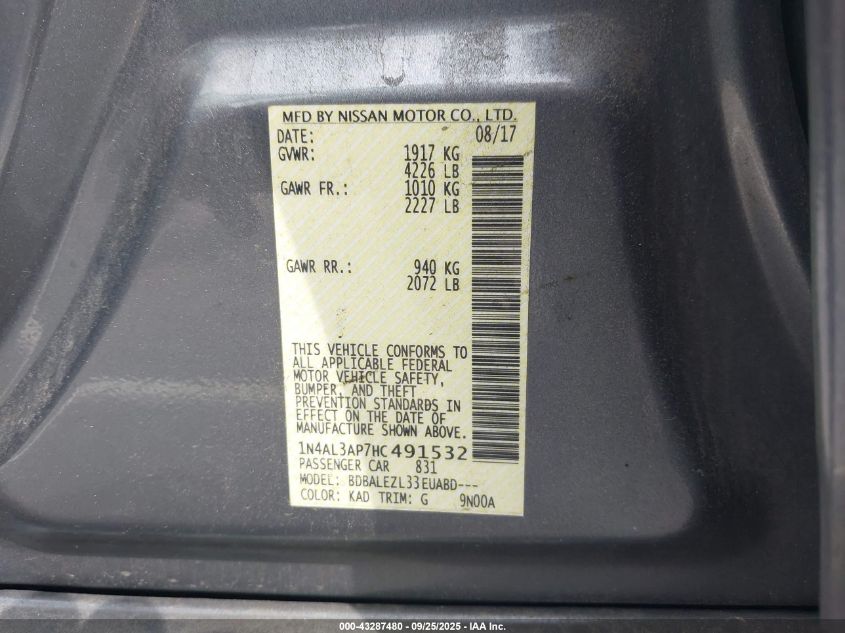 MFD BY NISSAN MOTOR CO., LTD.
DATE: 08/17
GVWR: 1917 KG
4226 LB
GAWR FR.: 1010 KG
2227 LB
GAWR RR.: 940 KG
2072 LB
THIS VEHICLE CONFORMS TO
ALL APPLICABLE FEDERAL
MOTOR VEHICLE SAFETY,
BUMPER, AND THEFT
PREVENTION STANDARDS IN
EFFECT ON THE DATE OF
MANUFACTURE SHOWN ABOVE.
1N4AL3AP7HC491532
PASSENGER CAR 831
MODEL: BDBALEZL33EUABD---
COLOR: KAD TRIM: G 9N00A
000-43287480 - 09/25/2025 - IAA Inc.